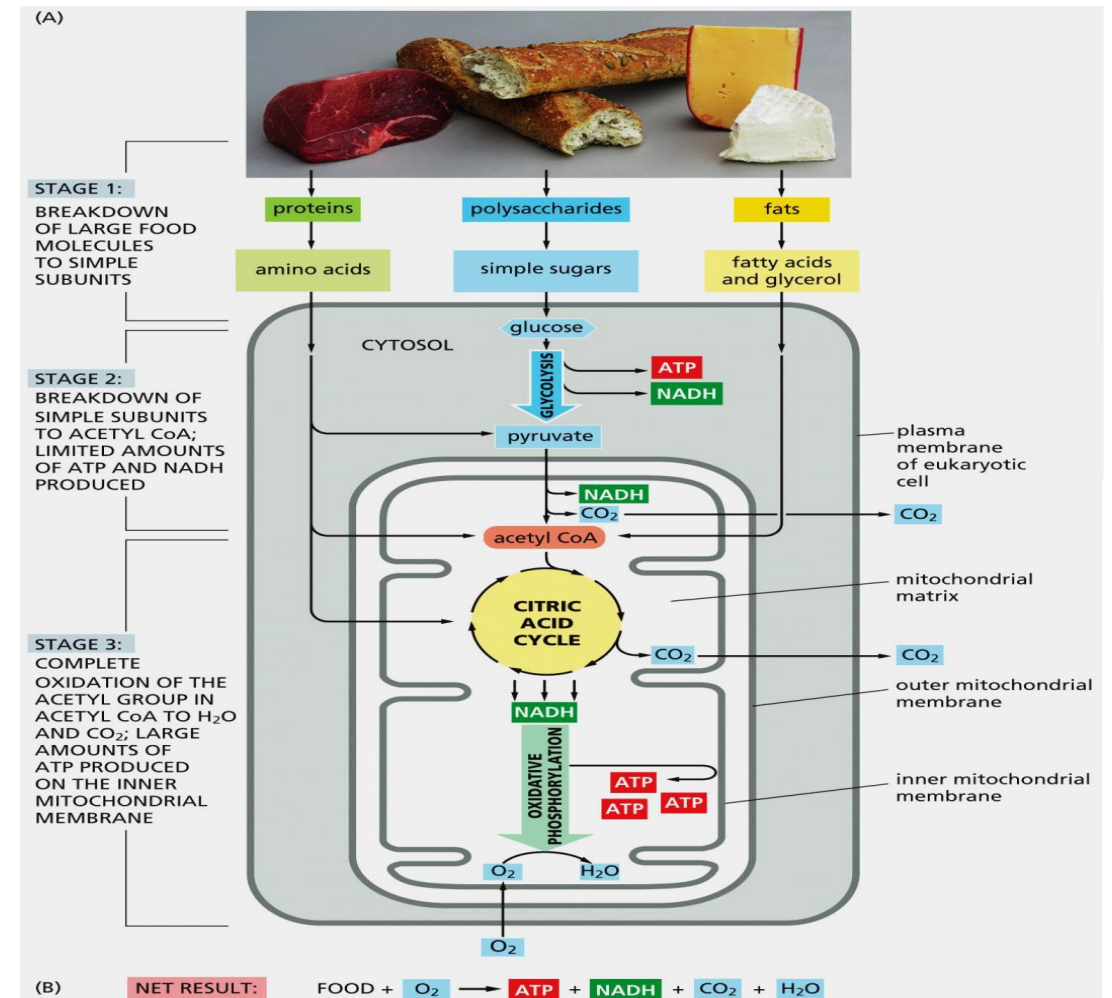 (A)
STAGE 1:
BREAKDOWN
OF LARGE FOOD
MOLECULES
TO SIMPLE
SUBUNITS
proteins
polysaccharides
fats
amino acids
simple sugars
fatty acids
and glycerol
CYTOSOL
glucose
GLYCOLYSIS
ATP
NADH
STAGE 2:
BREAKDOWN OF
SIMPLE SUBUNITS
TO ACETYL CoA;
LIMITED AMOUNTS
OF ATP AND NADH
PRODUCED
pyruvate
plasma
membrane
of eukaryotic
cell
NADH
CO₂
CO₂
acetyl CoA
mitochondrial
matrix
CITRIC
ACID
CYCLE
CO₂
CO₂
STAGE 3:
COMPLETE
OXIDATION OF THE
ACETYL GROUP IN
ACETYL CoA TO H₂O
AND CO₂; LARGE
AMOUNTS OF
ATP PRODUCED
ON THE INNER
MITOCHONDRIAL
MEMBRANE
outer mitochondrial
membrane
NADH
OXIDATIVE
PHOSPHORYLATION
ATP
ATP
ATP
inner mitochondrial
membrane
O₂
H₂O
O₂
(B) NET RESULT: FOOD + O₂ → ATP + NADH + CO₂ + H₂O